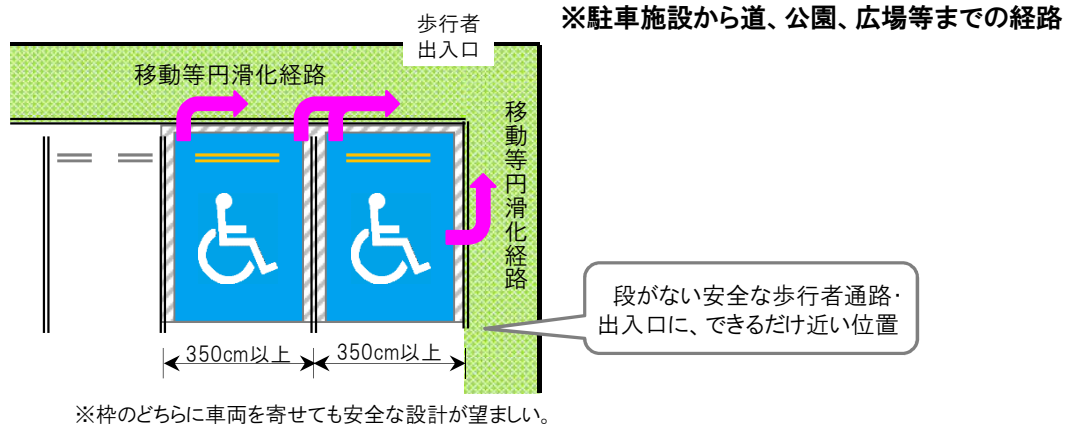 ※駐車施設から道、公園、広場等までの経路
歩行者
出入口
移動等円滑化経路
移動等円滑化経路
段がない安全な歩行者通路・
出入口に、できるだけ近い位置
350cm以上
350cm以上
※枠のどちらに車両を寄せても安全な設計が望ましい。